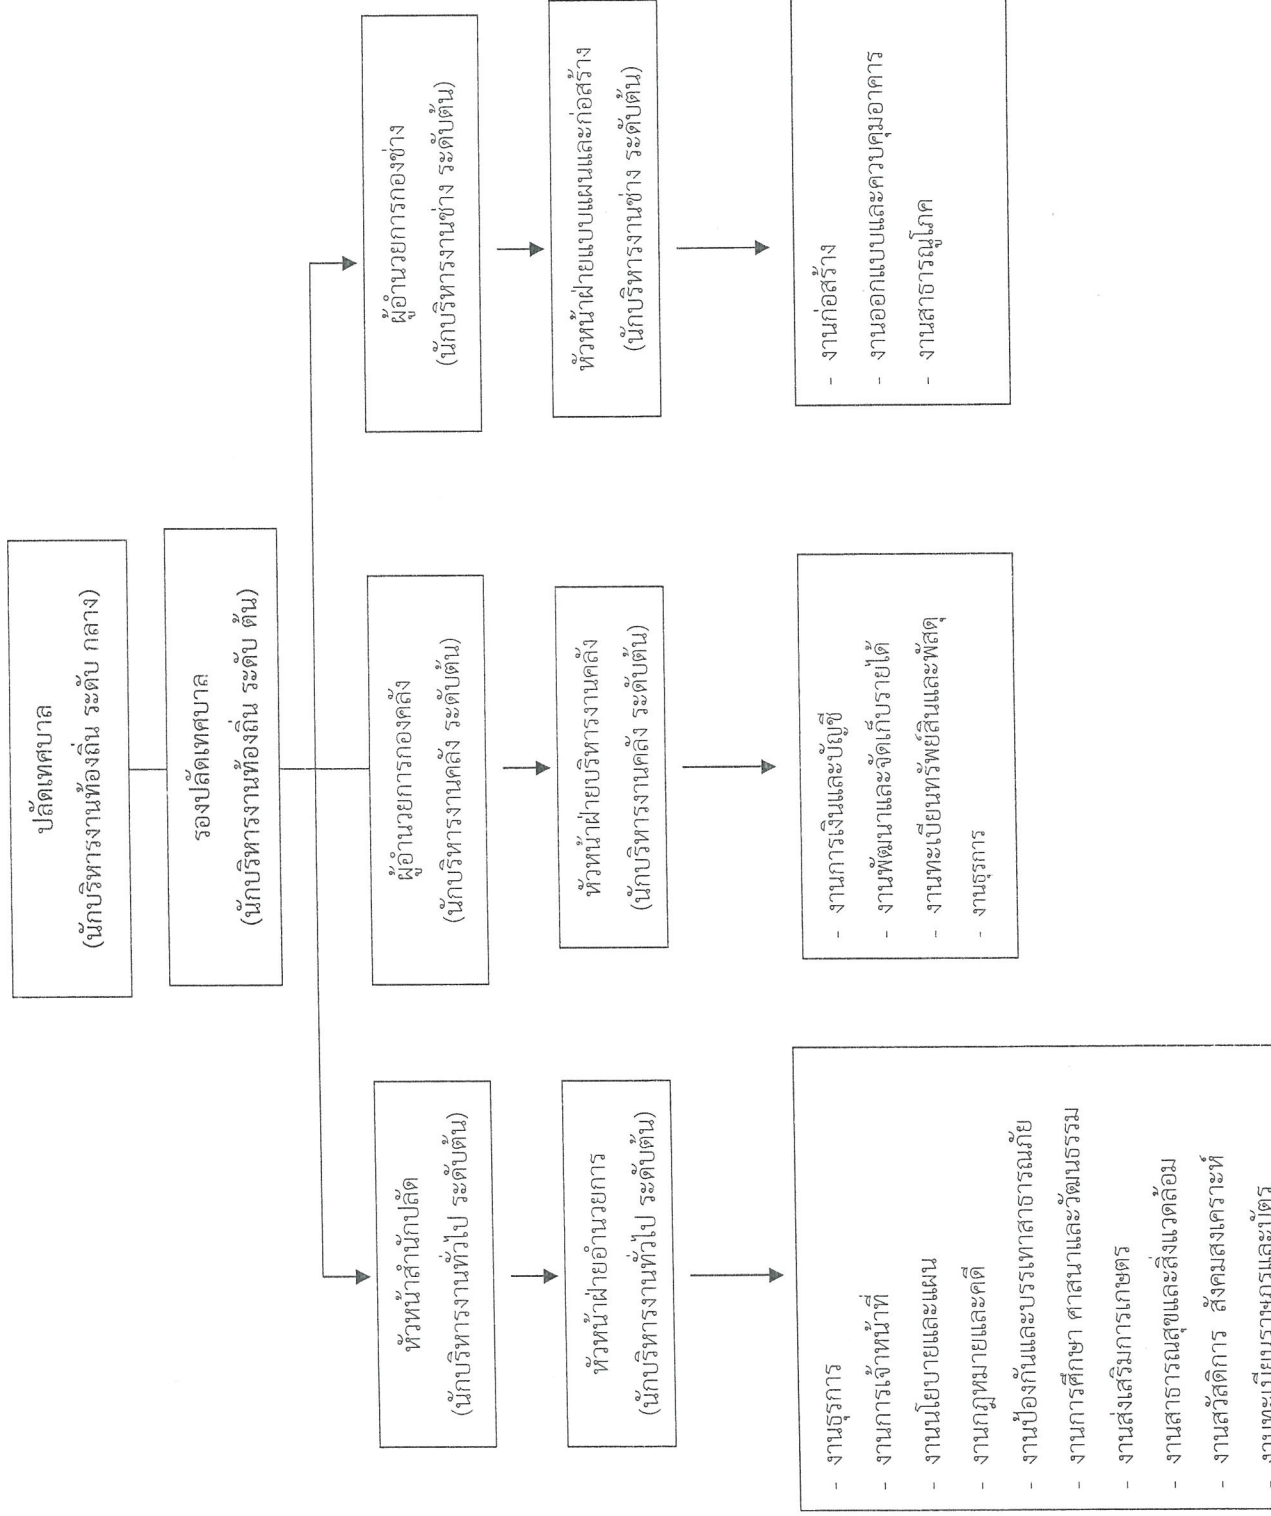 ปลัดเทศบาล
(นักบริหารงานท้องถิ่น ระดับ กลาง)
รองปลัดเทศบาล
(นักบริหารงานท้องถิ่น ระดับ ต้น)
หัวหน้าสำนักปลัด
(นักบริหารงานทั่วไป ระดับต้น)
ผู้อำนวยการกองคลัง
(นักบริหารงานคลัง ระดับต้น)
ผู้อำนวยการกองช่าง
(นักบริหารงานช่าง ระดับต้น)
หัวหน้าฝ่ายอำนวยการ
(นักบริหารงานทั่วไป ระดับต้น)
หัวหน้าฝ่ายบริหารงานคลัง
(นักบริหารงานคลัง ระดับต้น)
หัวหน้าฝ่ายแบบแผนและก่อสร้าง
(นักบริหารงานช่าง ระดับต้น)
- งานธุรการ
- งานการเจ้าหน้าที่
- งานนโยบายและแผน
- งานกฎหมายและคดี
- งานป้องกันและบรรเทาสาธารณภัย
- งานการศึกษา ศาสนาและวัฒนธรรม
- งานส่งเสริมการเกษตร
- งานสาธารณสุขและสิ่งแวดล้อม
- งานสวัสดิการ สังคมสงเคราะห์
- งานทะเบียนราษฎรและบัตร
- งานการเงินและบัญชี
- งานพัฒนาและจัดเก็บรายได้
- งานทะเบียนทรัพย์สินและพัสดุ
- งานธุรการ
- งานก่อสร้าง
- งานออกแบบและควบคุมอาคาร
- งานสาธารณูโภค